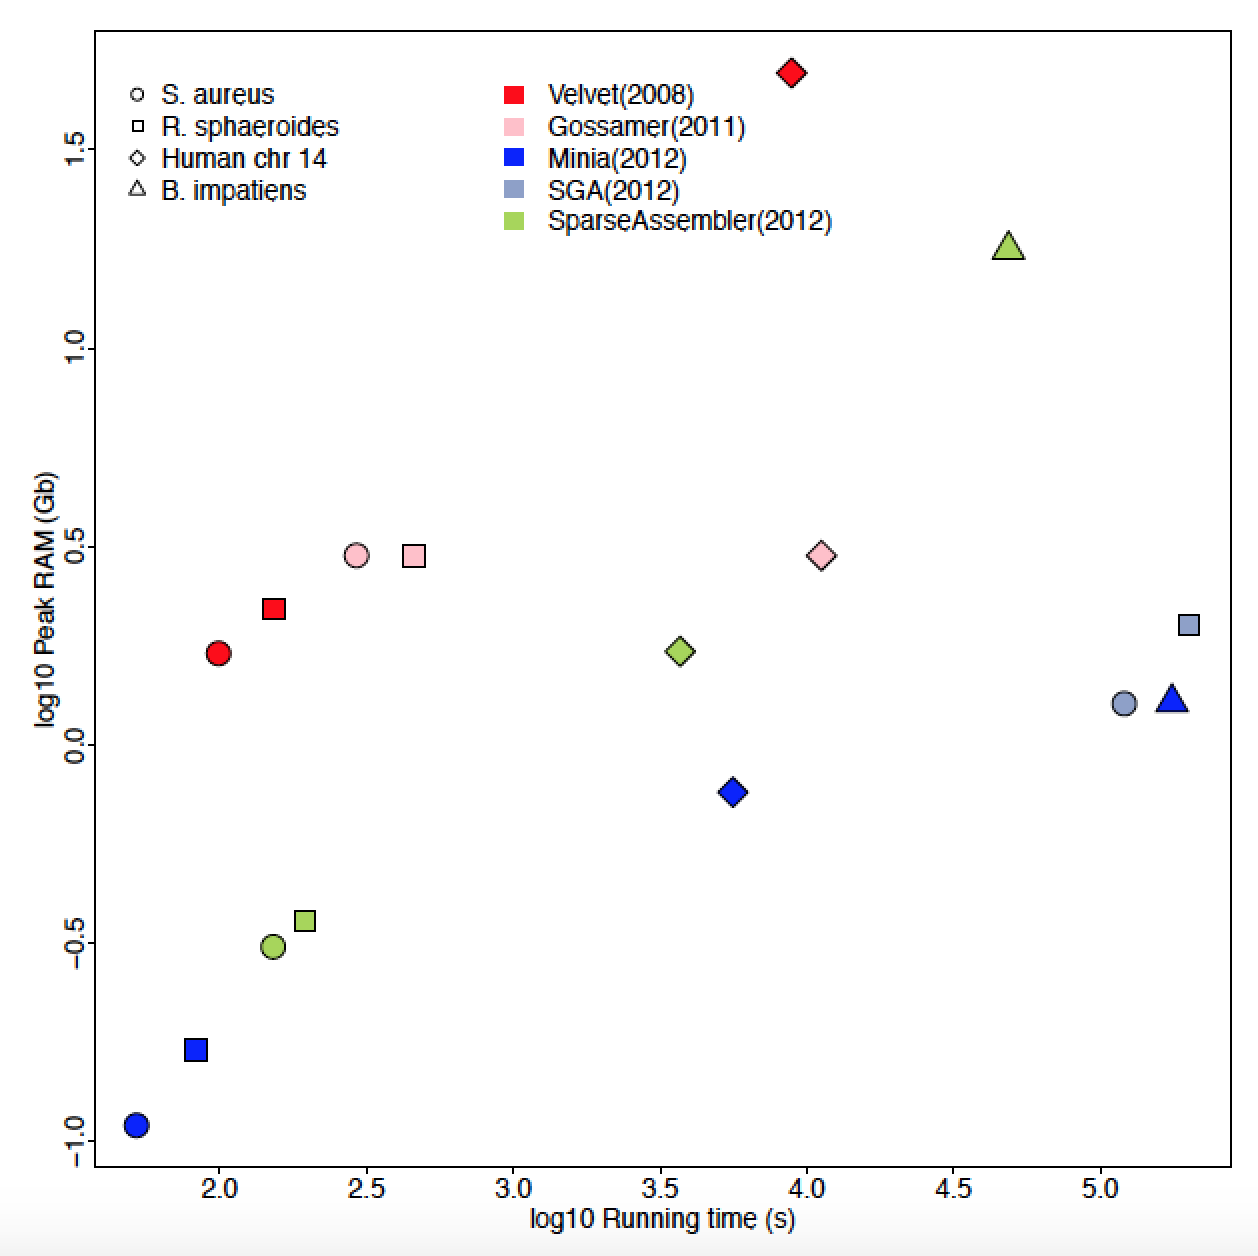 S. aureus
R. sphaeroides
Human chr 14
B. impatiens
Velvet(2008)
Gossamer(2011)
Minia(2012)
SGA(2012)
SparseAssembler(2012)
log10 Peak RAM (Gb)
1.5
1.0
0.5
0.0
−0.5
−1.0
2.0 2.5 3.0 3.5 4.0 4.5 5.0
log10 Running time (s)